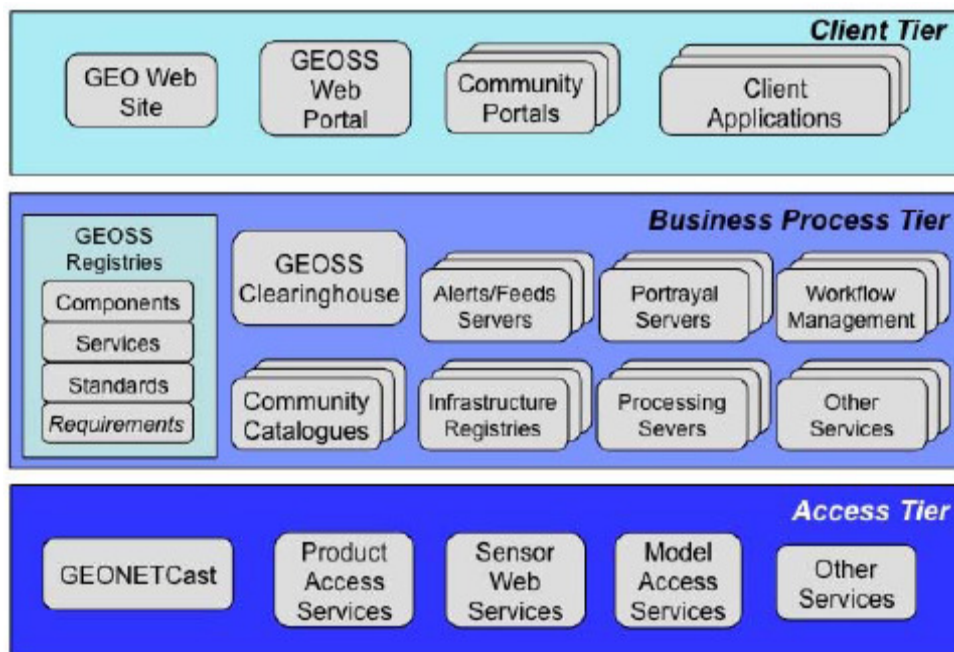 Client Tier
GEO Web
Site
GEOSS
Web
Portal
Community
Portals
Client
Applications
Business Process Tier
GEOSS
Registries
Components
Services
Standards
Requirements
GEOSS
Clearinghouse
Alerts/Feeds
Servers
Portrayal
Servers
Workflow
Management
Community
Catalogues
Infrastructure
Registries
Processing
Severs
Other
Services
Access Tier
GEONETCast
Product
Access
Services
Sensor
Web
Services
Model
Access
Services
Other
Services